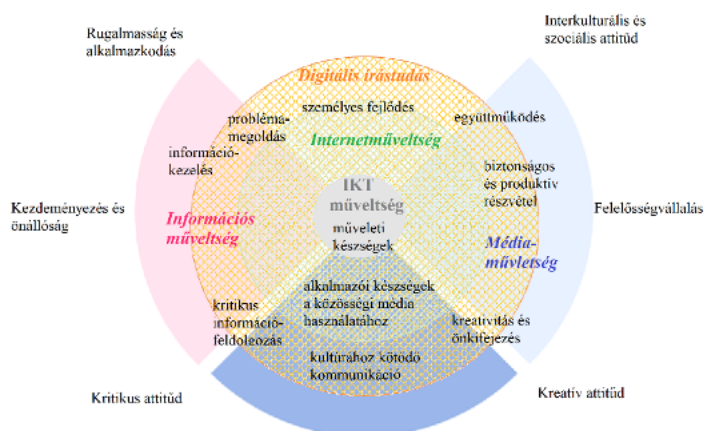 Rugalmasság és
alkalmazkodás
Interkulturális és
szociális attitűd
Digitális írástudás
személyes fejlődés
probléma-
megoldás
együttműködés
Internetműveltség
információ-
kezelés
biztonságos
és produktív
részvétel
IKT
műveltség
műveleti
készségek
Kezdeményezés és
önállóság
Információs
műveltség
Felelősségvállalás
Média-
művletség
alkalmazói készségek
a közösségi média
használatához
kritikus
információ-
feldolgozás
kreativitás és
önkifejezés
kultúrához kötődő
kommunikáció
Kritikus attitűd
Kreatív attitűd